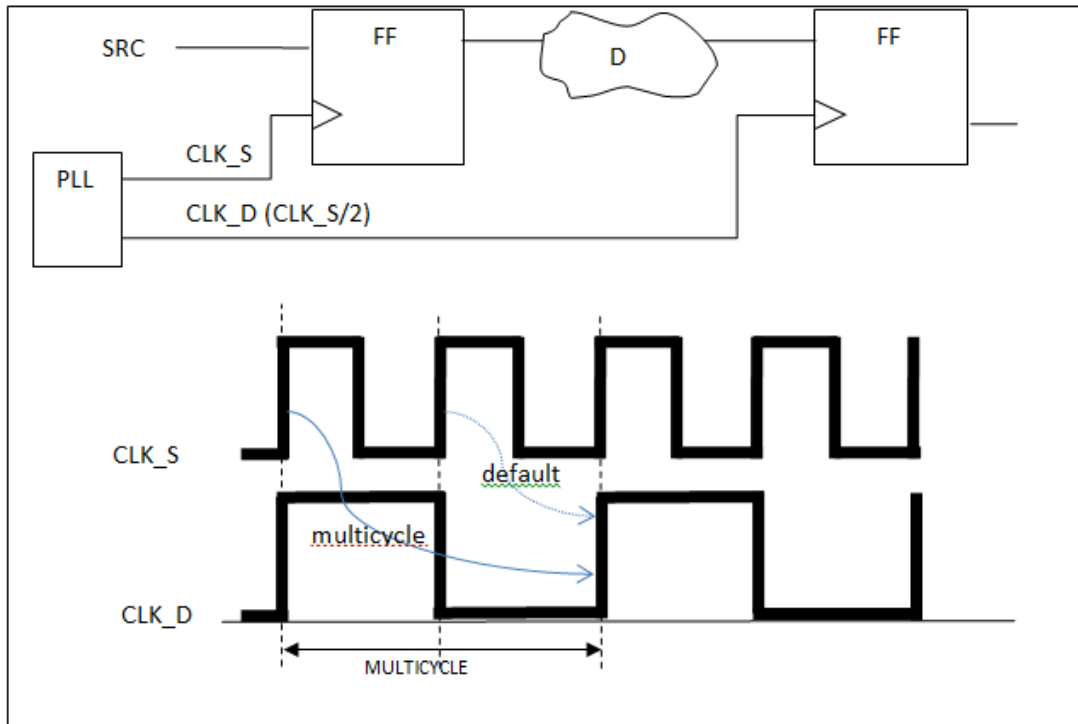 SRC
FF
D
FF
CLK_S
PLL
CLK_D (CLK_S/2)
CLK_S
default
multicycle
CLK_D
MULTICYCLE